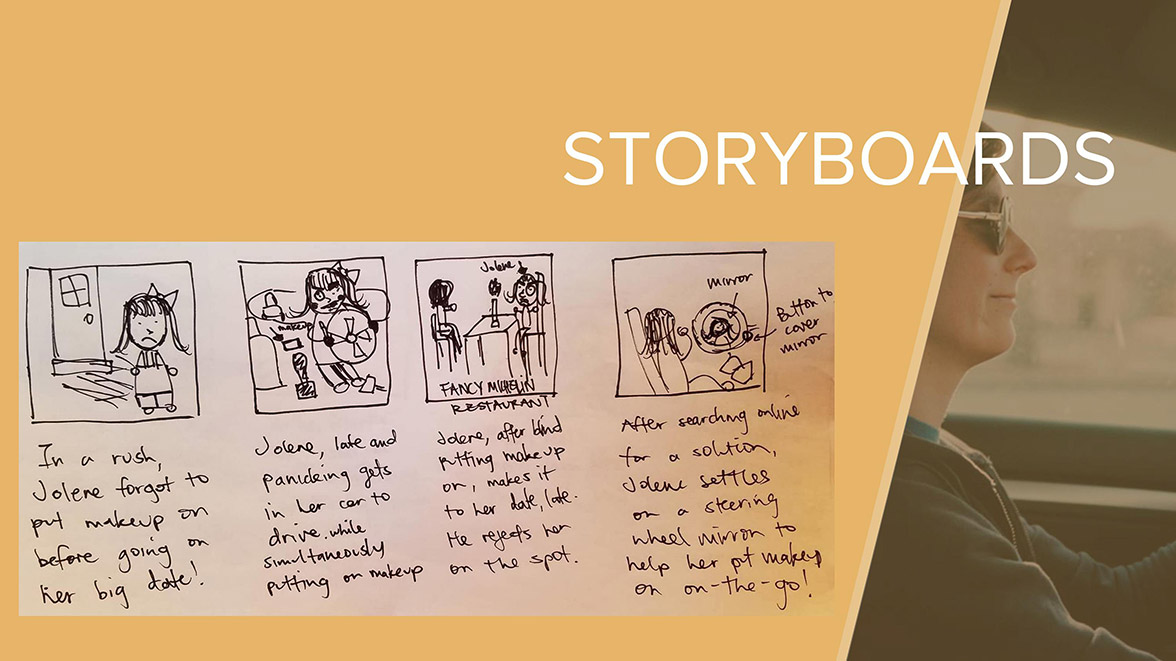 STORYBOARDS
In a rush,
Jolene forgot to
put makeup on
before going on
her big date!
makeup
Jolene, late and
panicking gets
in her car to
drive while
simultaneously
putting on makeup
Jolene
FANCY MICHELIN
RESTAURANT
Jolene, after blind
putting makeup
on, makes it
to her date, late.
He rejects her
on the spot.
mirror
Button to
cover
mirror
After searching online
for a solution,
Jolene settles
on a steering
wheel mirror to
help her pt makeup
on on-the-go!